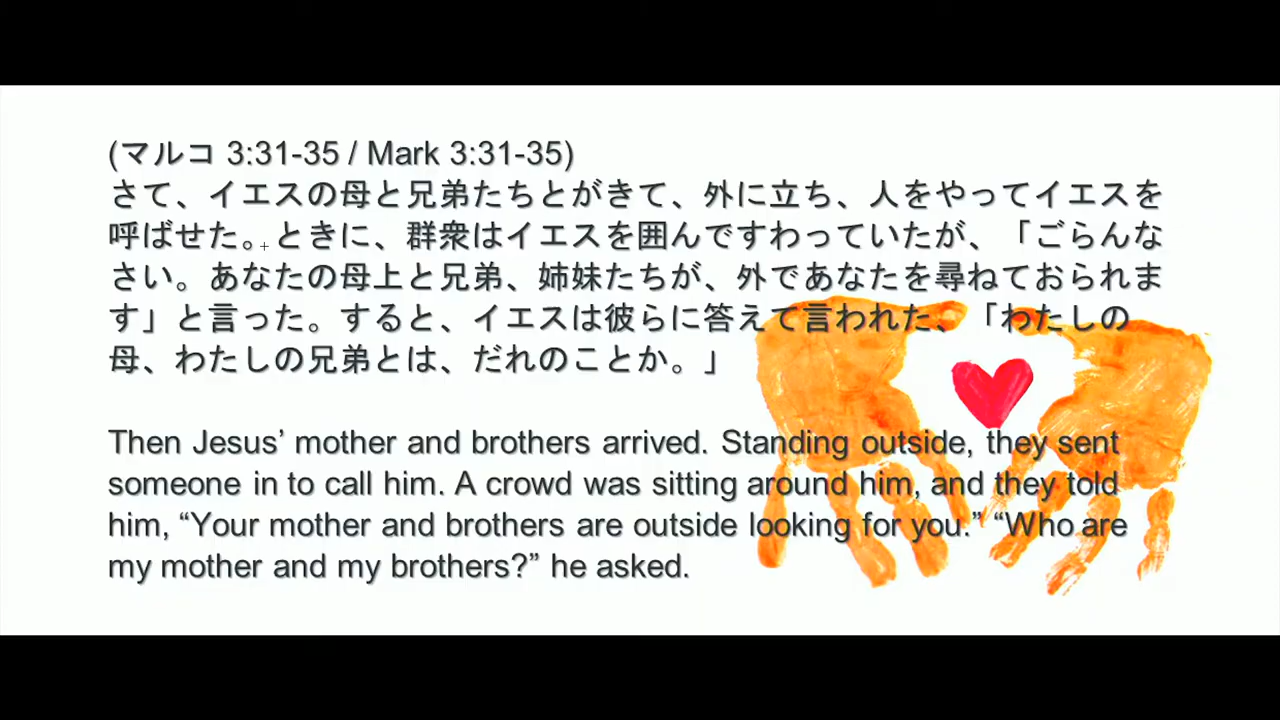 (マルコ 3:31-35 / Mark 3:31-35)
さて、イエスの母と兄弟たちとがきて、外に立ち、人をやってイエスを
呼ばせた。+ときに、群衆はイエスを囲んですわっていたが、「ごらんな
さい。あなたの母上と兄弟、姉妹たちが、外であなたを尋ねておられま
す」と言った。すると、イエスは彼らに答えて言われた、「わたしの
母、わたしの兄弟とは、だれのことか。」
Then Jesus’ mother and brothers arrived. Standing outside, they sent
someone in to call him. A crowd was sitting around him, and they told
him, “Your mother and brothers are outside looking for you.” “Who are
my mother and my brothers?” he asked.